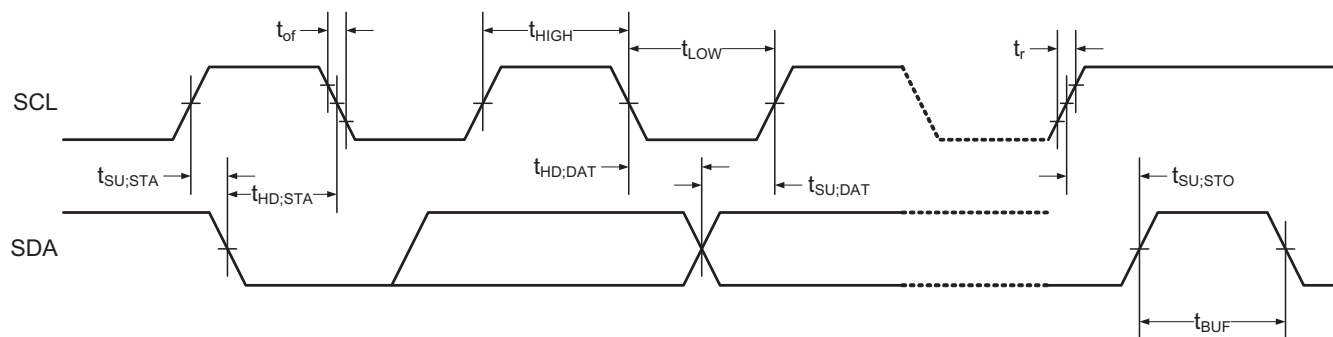 t_of
t_HIGH
t_LOW
t_r
SCL
t_SU;STA
t_HD;STA
t_HD;DAT
t_SU;DAT
t_SU;STO
SDA
t_BUF